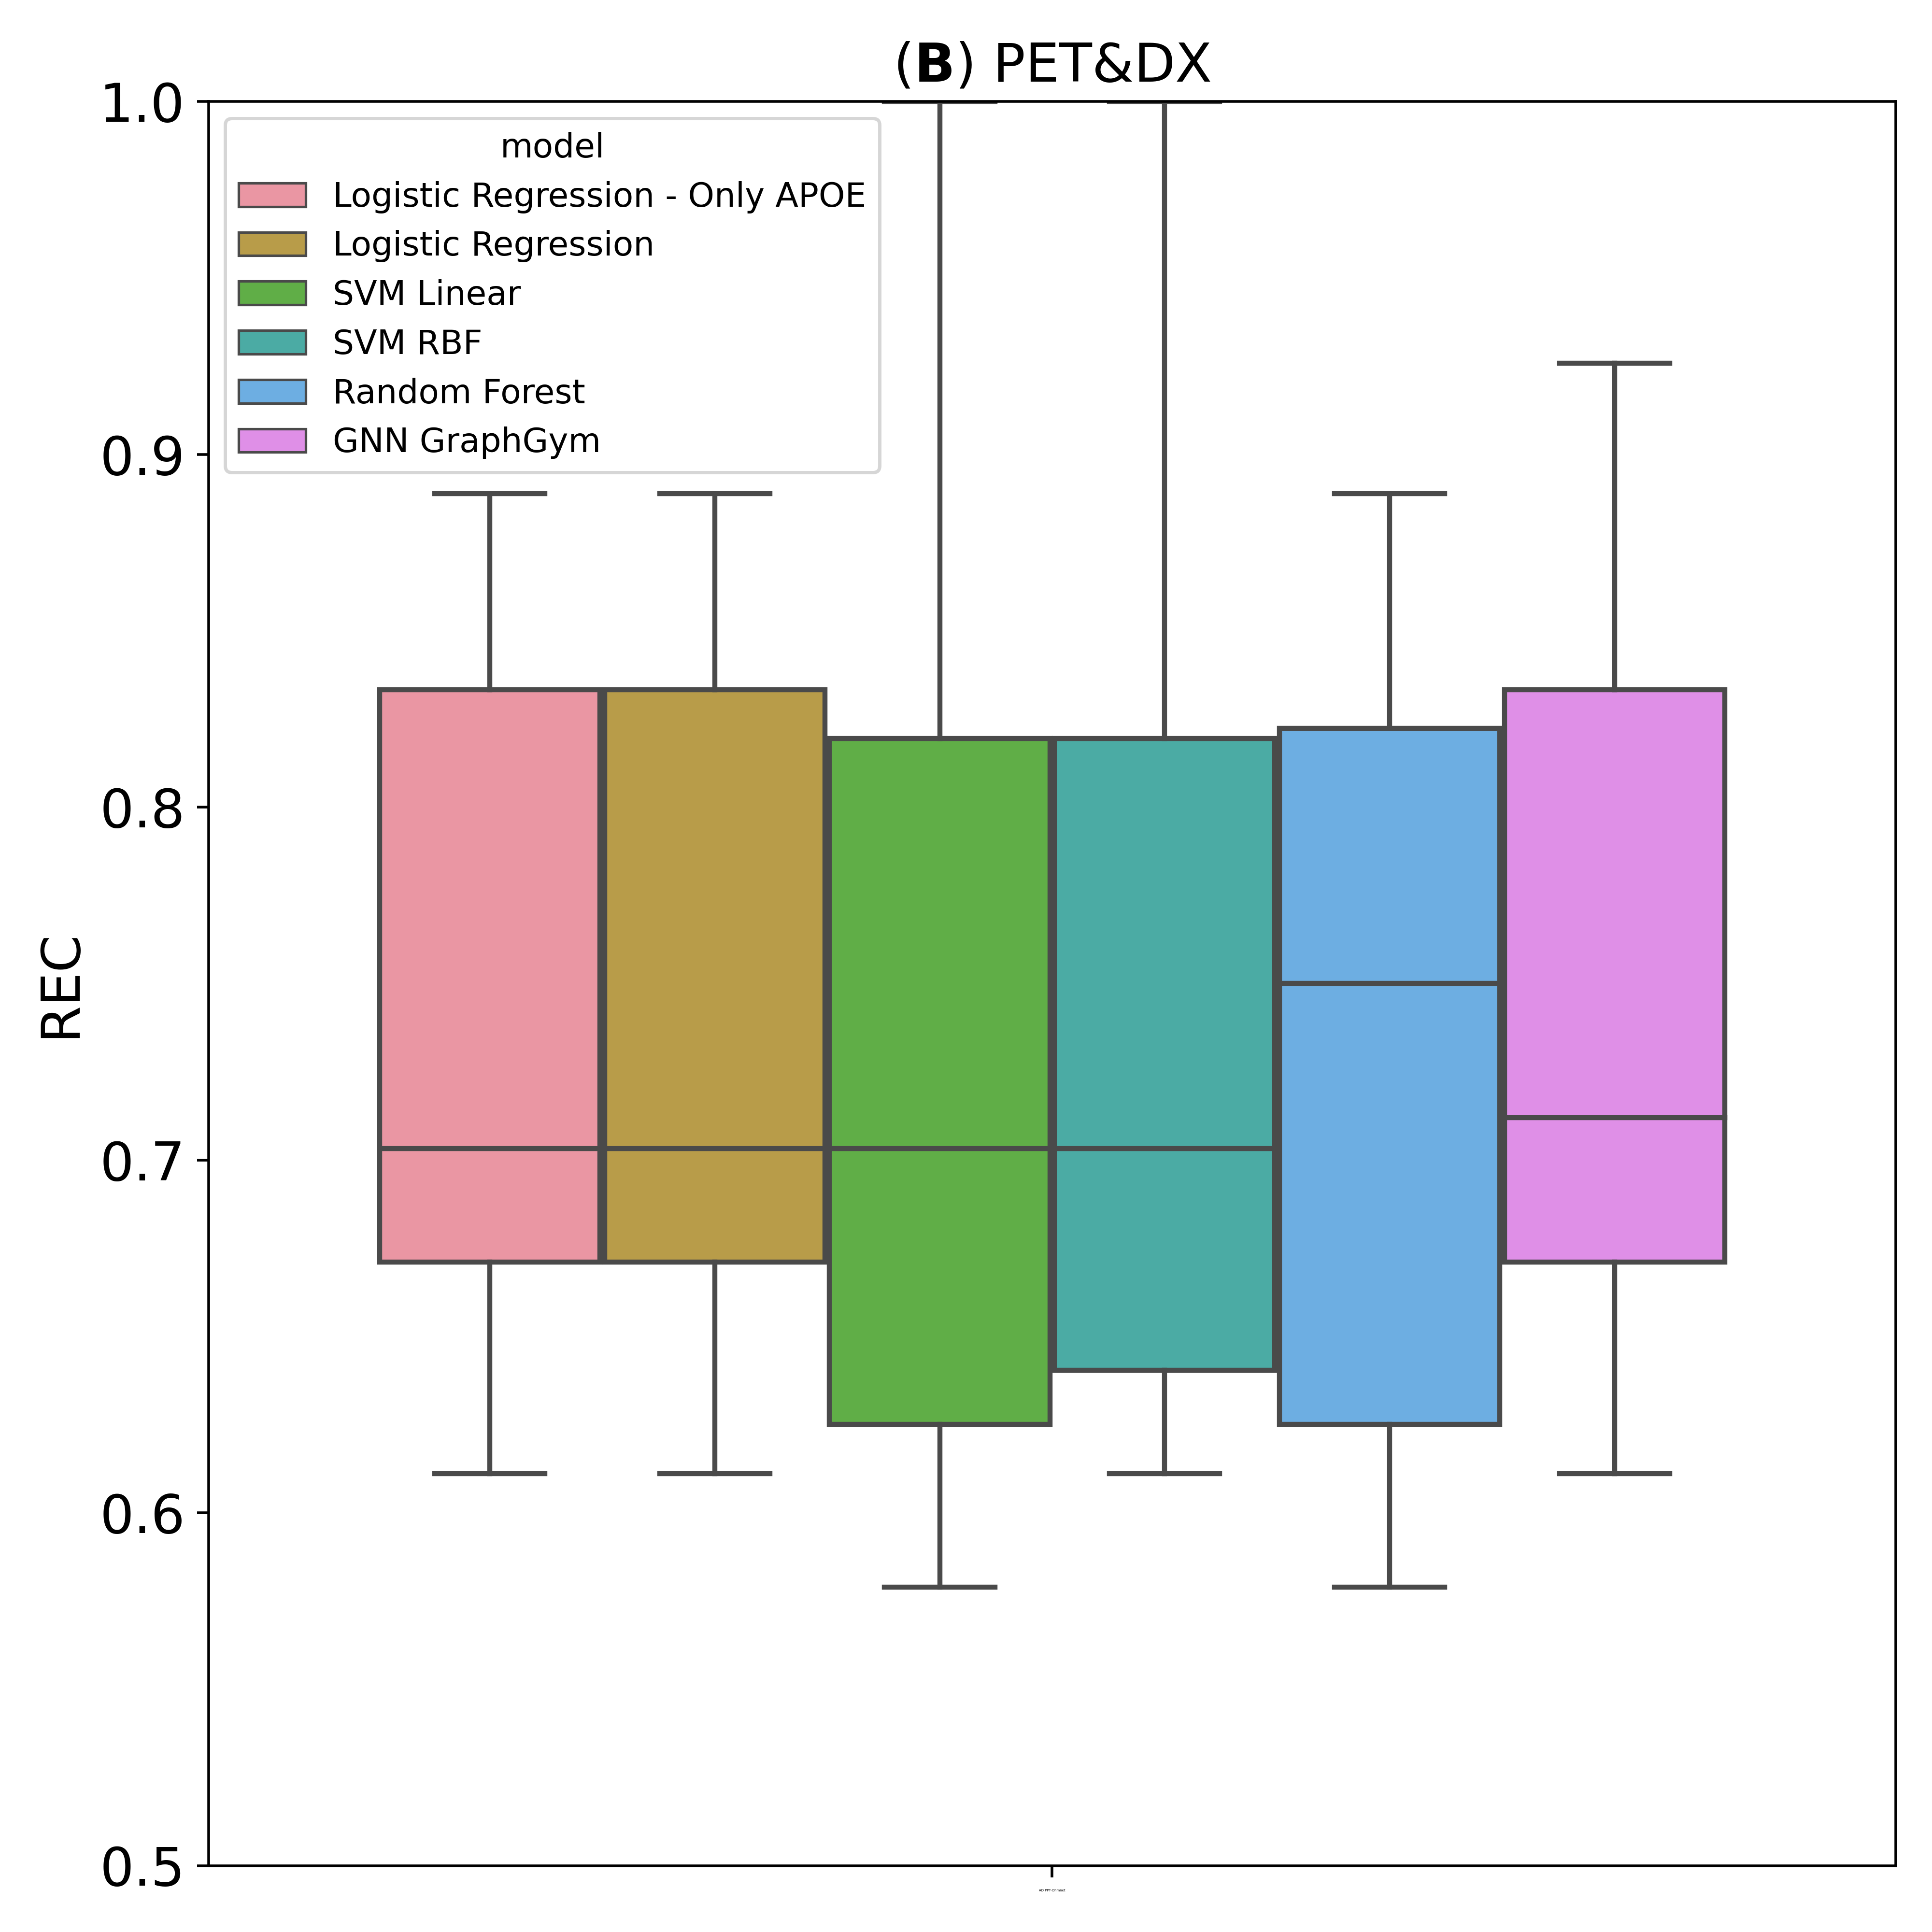 (B) PET&DX
1.0
model
Logistic Regression - Only APOE
Logistic Regression
SVM Linear
SVM RBF
Random Forest
GNN GraphGym
0.9
0.8
0.7
0.6
0.5
REC